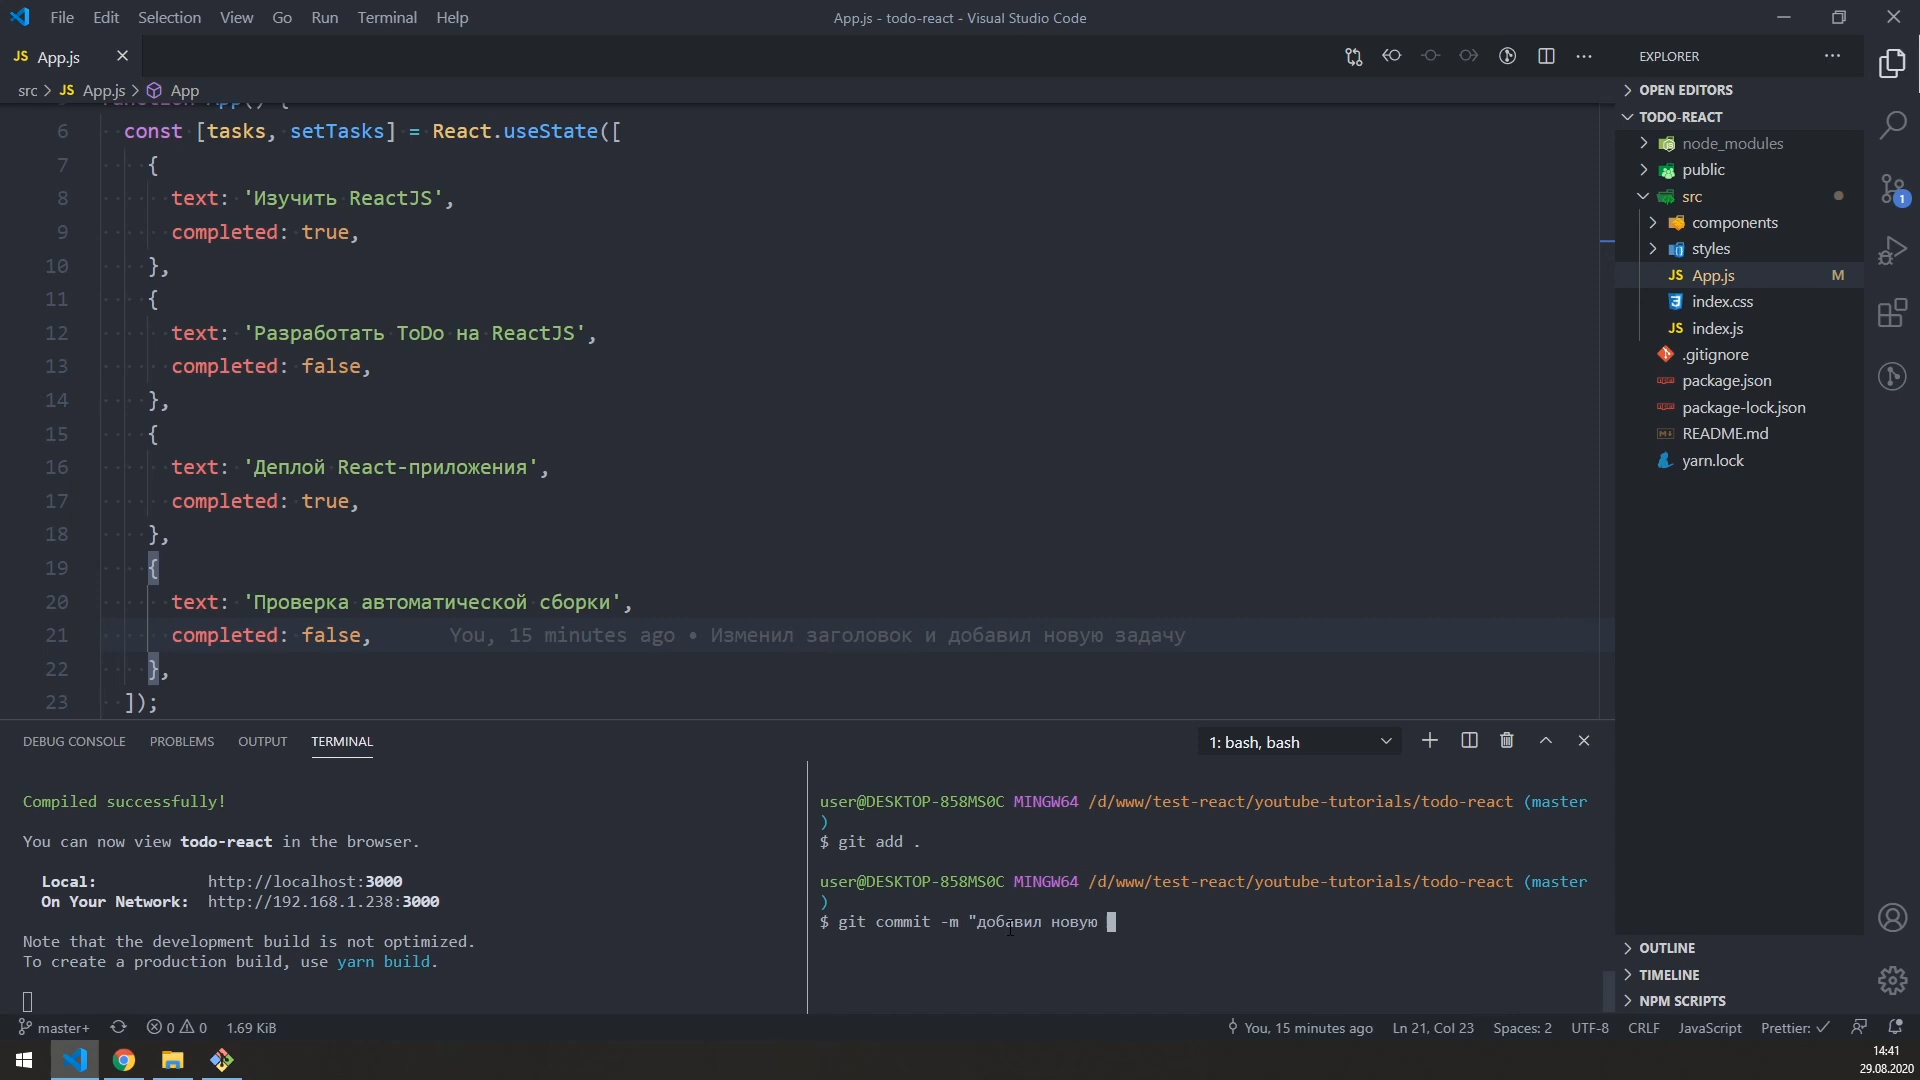 File Edit Selection View Go Run Terminal Help
App.js - todo-react - Visual Studio Code
JS App.js
src > JS App.js > App
function App() {
6 const [tasks, setTasks] = React.useState([
7 {
8 text: 'Изучить ReactJS',
9 completed: true,
10 },
11 {
12 text: 'Разработать ToDo на ReactJS',
13 completed: false,
14 },
15 {
16 text: 'Деплой React-приложения',
17 completed: true,
18 },
19 {
20 text: 'Проверка автоматической сборки',
21 completed: false, You, 15 minutes ago • Изменил заголовок и добавил новую задачу
22 },
23 ]);
EXPLORER
OPEN EDITORS
TODO-REACT
node_modules
public
src
components
styles
JS App.js M
index.css
JS index.js
.gitignore
package.json
package-lock.json
README.md
yarn.lock
1
OUTLINE
TIMELINE
NPM SCRIPTS
DEBUG CONSOLE PROBLEMS OUTPUT TERMINAL
1: bash, bash
Compiled successfully!
You can now view todo-react in the browser.
Local: http://localhost:3000
On Your Network: http://192.168.1.238:3000
Note that the development build is not optimized.
To create a production build, use yarn build.
user@DESKTOP-858MS0C MINGW64 /d/www/test-react/youtube-tutorials/todo-react (master
)
$ git add .
user@DESKTOP-858MS0C MINGW64 /d/www/test-react/youtube-tutorials/todo-react (master
)
$ git commit -m "добавил новую
master+ 0 0 1.69 KiB
You, 15 minutes ago Ln 21, Col 23 Spaces: 2 UTF-8 CRLF JavaScript Prettier: ✓
14:41
29.08.2020